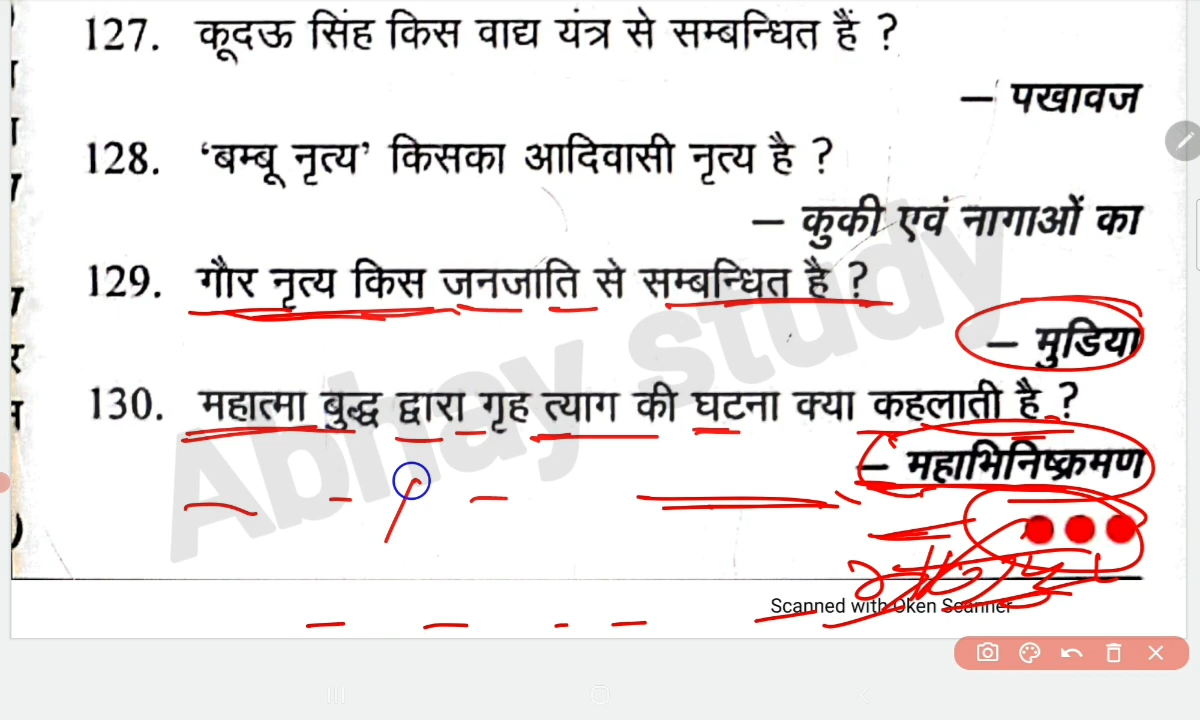 127. कूदऊ सिंह किस वाद्य यंत्र से सम्बन्धित हैं ?
– पखावज
128. ‘बम्बू नृत्य’ किसका आदिवासी नृत्य है ?
– कुकी एवं नागाओं का
129. गौर नृत्य किस जनजाति से सम्बन्धित है ?
– मुडिया
130. महात्मा बुद्ध द्वारा गृह त्याग की घटना क्या कहलाती है ?
– महाभिनिष्क्रमण
Abhay study
Scanned with Oken Scanner